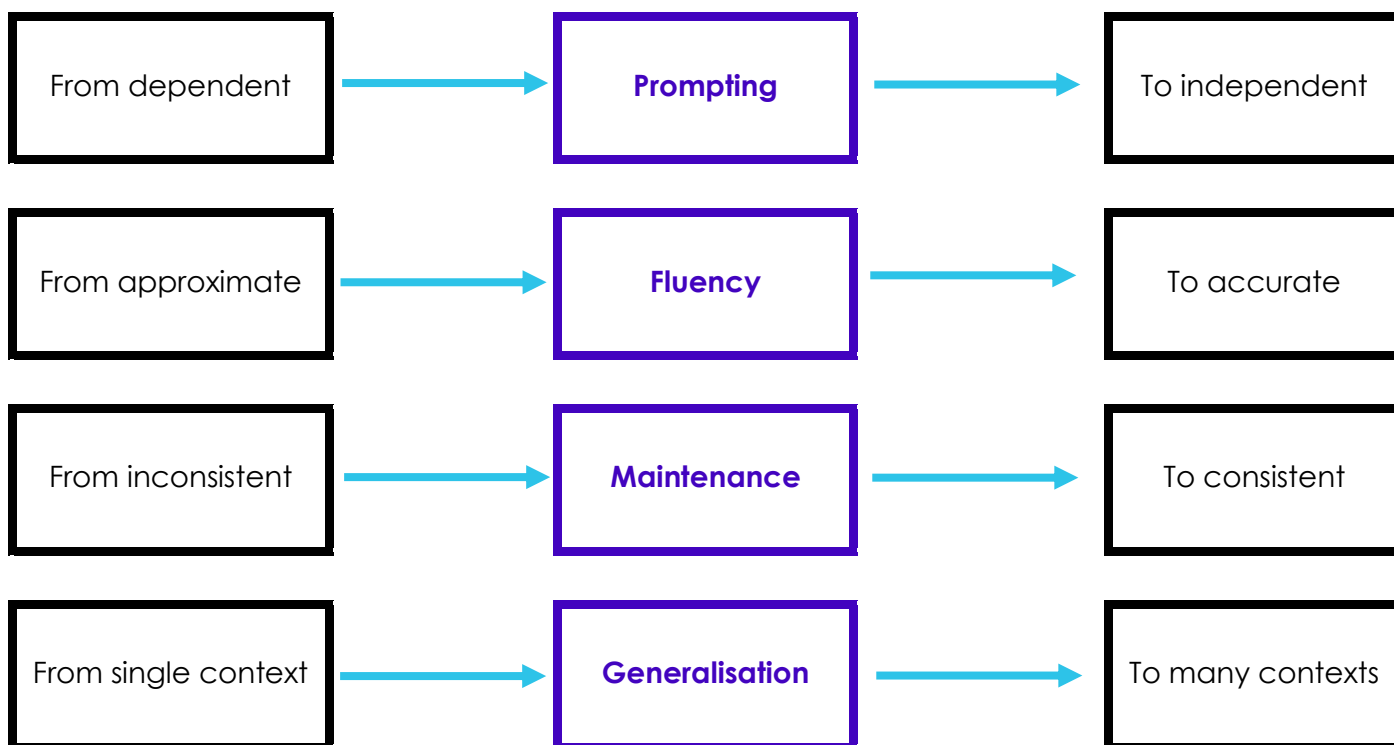 From dependent
Prompting
To independent
From approximate
Fluency
To accurate
From inconsistent
Maintenance
To consistent
From single context
Generalisation
To many contexts